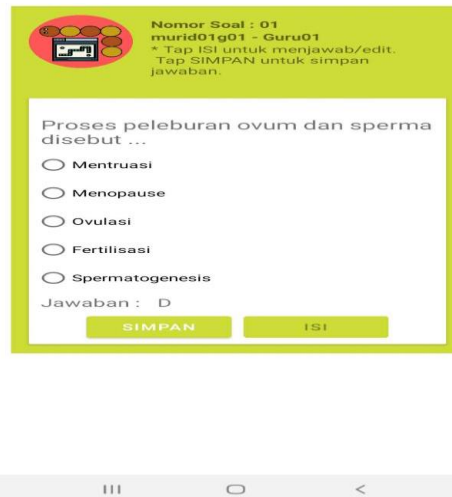 Nomor Soal : 01
murid01g01 - Guru01
* Tap ISI untuk menjawab/edit.
Tap SIMPAN untuk simpan
jawaban.
Proses peleburan ovum dan sperma
disebut ...
Mentruasi
Menopause
Ovulasi
Fertilisasi
Spermatogenesis
Jawaban : D
SIMPAN ISI